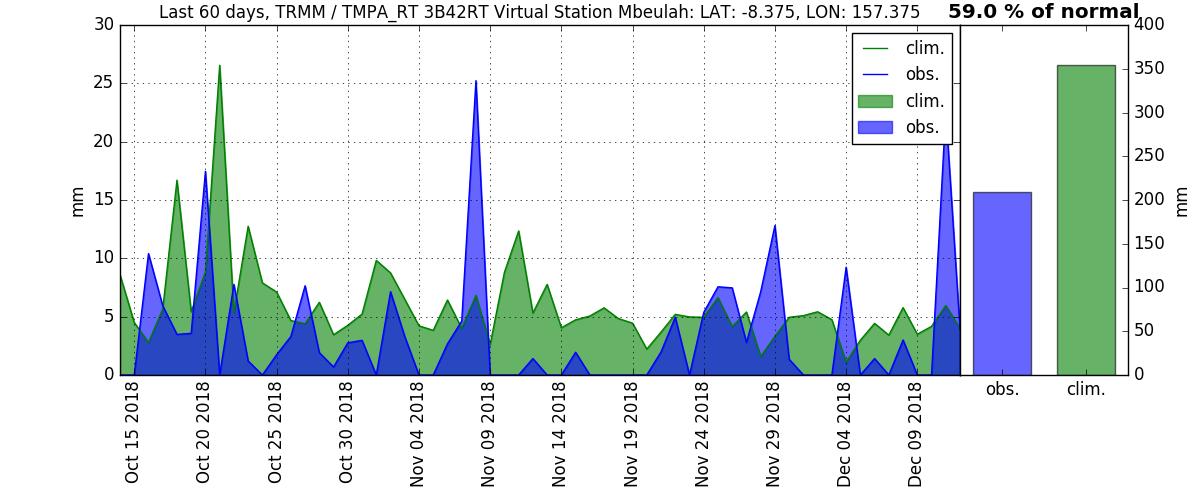 Last 60 days, TRMM / TMPA_RT 3B42RT Virtual Station Mbeulah: LAT: -8.375, LON: 157.375
59.0 % of normal
30
25
20
15
10
5
0
mm
clim.
obs.
clim.
obs.
400
350
300
250
200
150
100
50
0
mm
Oct 15 2018
Oct 20 2018
Oct 25 2018
Oct 30 2018
Nov 04 2018
Nov 09 2018
Nov 14 2018
Nov 19 2018
Nov 24 2018
Nov 29 2018
Dec 04 2018
Dec 09 2018
obs.
clim.